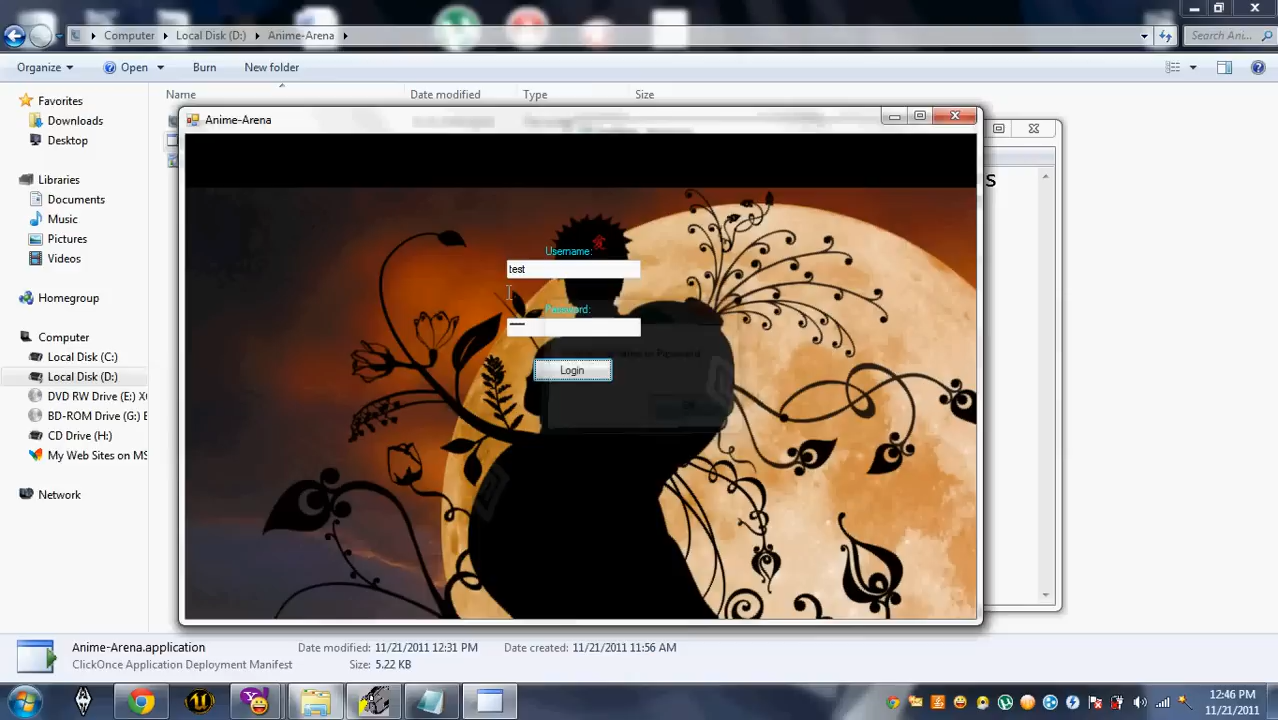 Computer
Local Disk (D:)
Anime-Arena
Search Ani...
Organize
Open
Burn
New folder
Name
Date modified
Type
Size
Favorites
Downloads
Desktop
Libraries
Documents
Music
Pictures
Videos
Homegroup
Computer
Local Disk (C:)
Local Disk (D:)
DVD RW Drive (E:) X
BD-ROM Drive (G:) E
CD Drive (H:)
My Web Sites on MS
Network
Anime-Arena
s
Username:
test
Password:
Login
or Password
Anime-Arena.application
Date modified: 11/21/2011 12:31 PM
Date created: 11/21/2011 11:56 AM
ClickOnce Application Deployment Manifest
Size: 5.22 KB
12:46 PM
11/21/2011